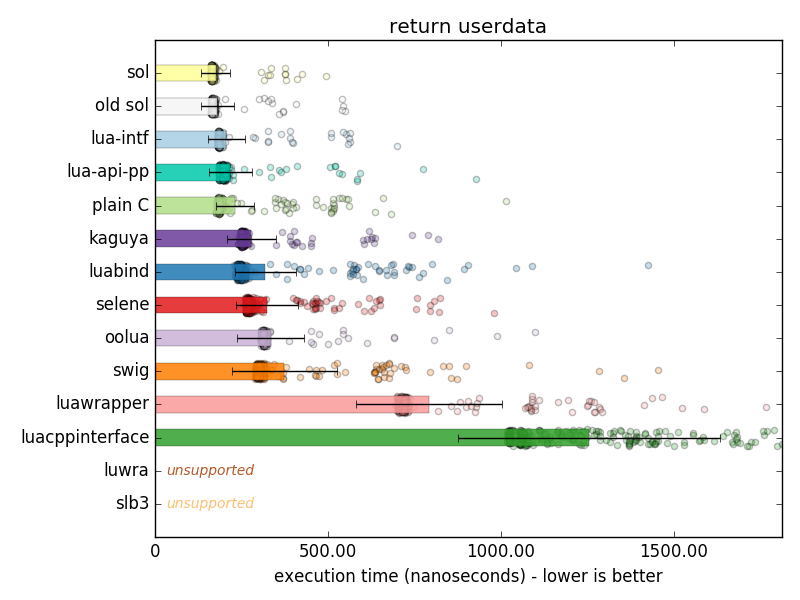 return userdata
sol
old sol
lua-intf
lua-api-pp
plain C
kaguya
luabind
selene
oolua
swig
luawrapper
luacppinterface
luwra unsupported
slb3 unsupported
0 500.00 1000.00 1500.00
execution time (nanoseconds) - lower is better